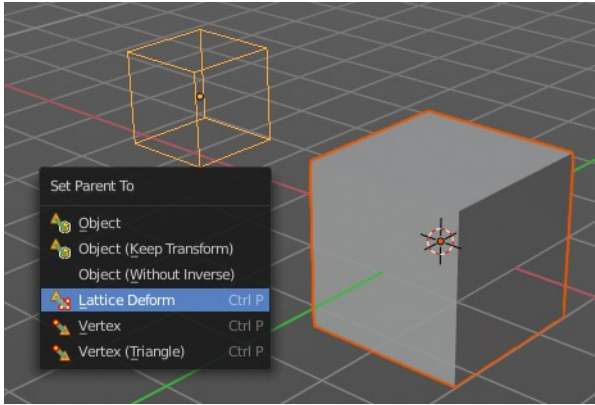 Set Parent To
Object
Object (Keep Transform)
Object (Without Inverse)
Lattice Deform Ctrl P
Vertex Ctrl P
Vertex (Triangle) Ctrl P